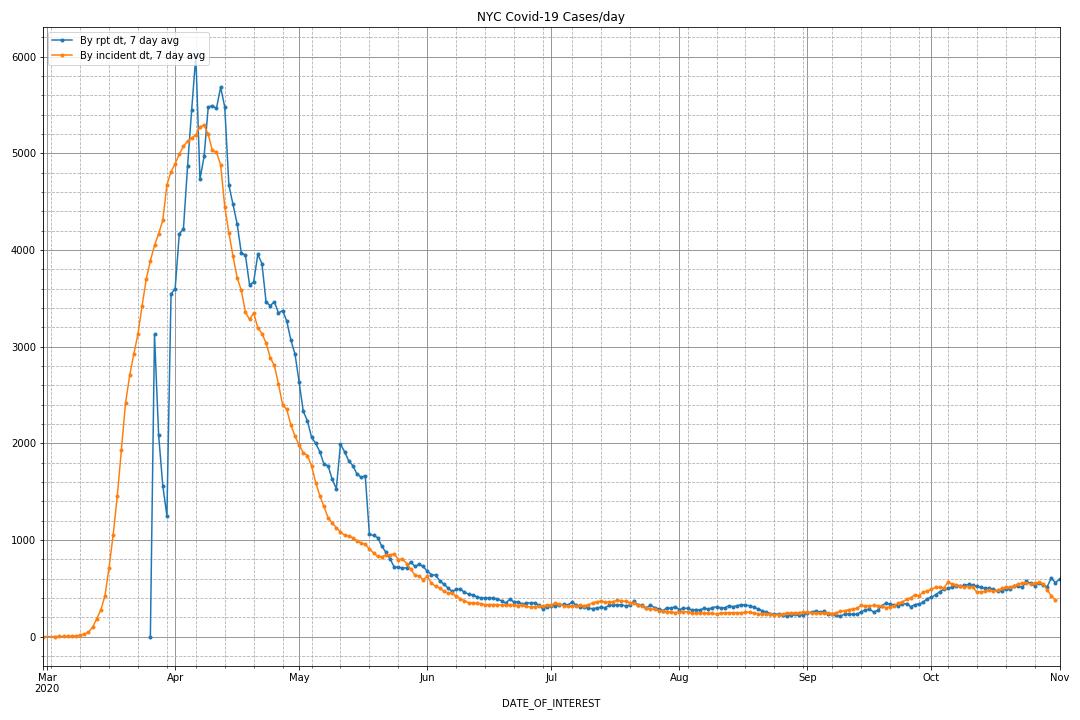 NYC Covid-19 Cases/day
By rpt dt, 7 day avg
By incident dt, 7 day avg
6000
5000
4000
3000
2000
1000
0
Mar Apr May Jun Jul Aug Sep Oct Nov
2020
DATE_OF_INTEREST